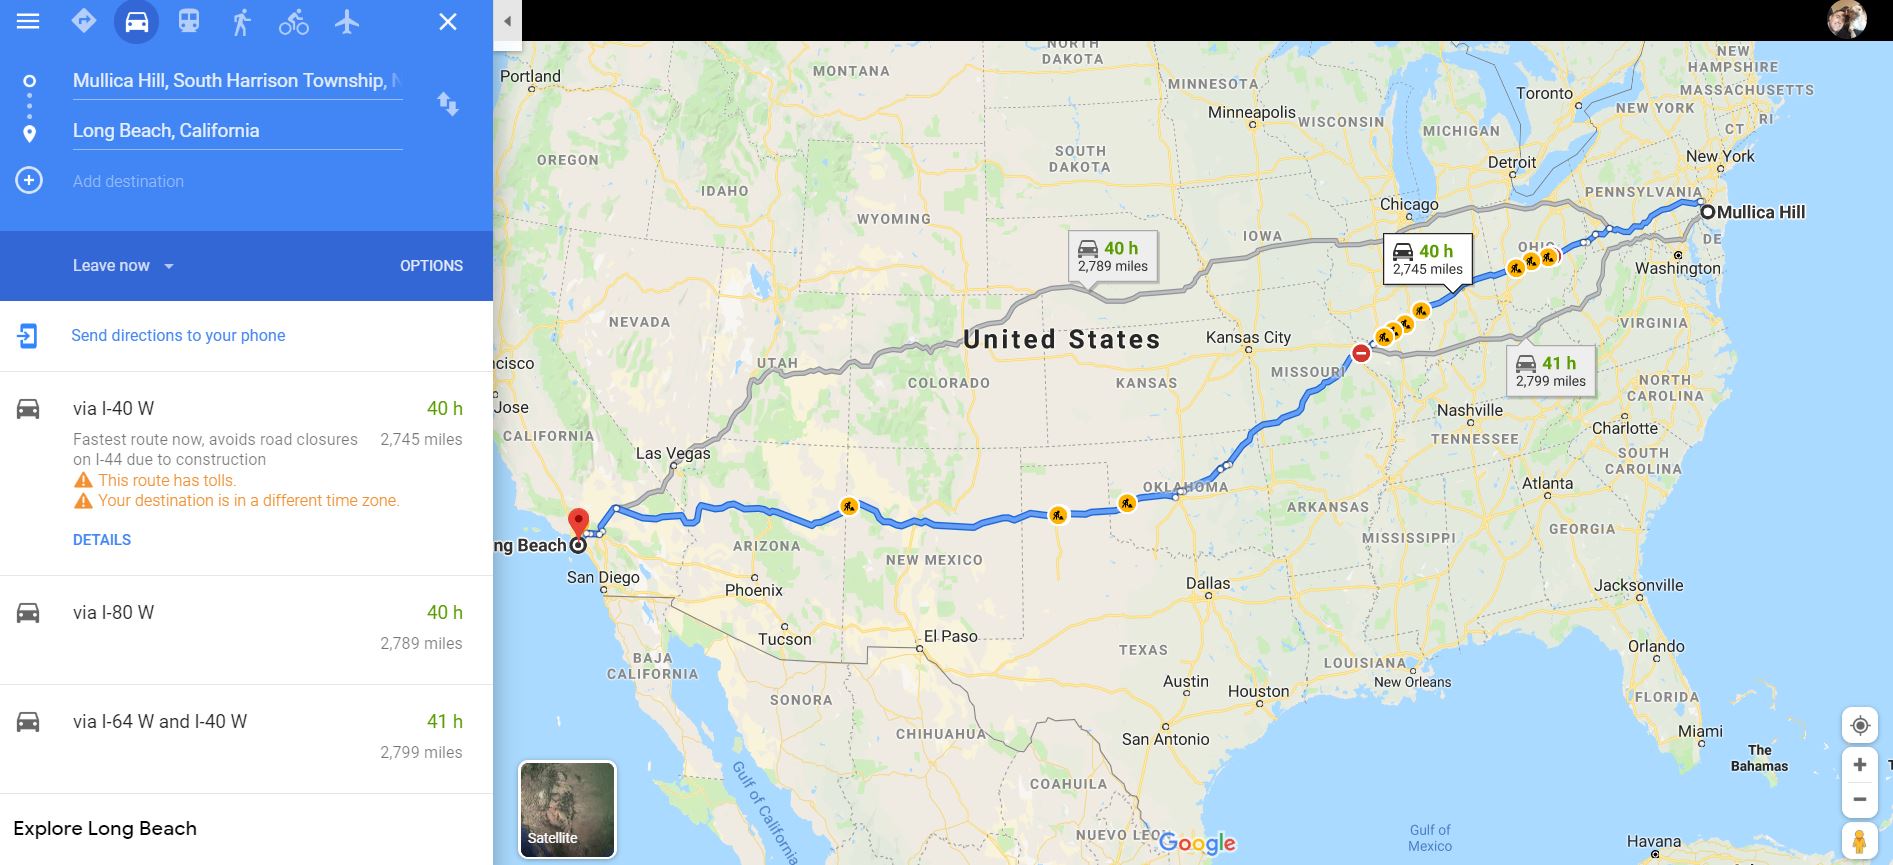 Mullica Hill, South Harrison Township, N
Long Beach, California
Add destination
Leave now
OPTIONS
Send directions to your phone
via I-40 W
40 h
Fastest route now, avoids road closures
2,745 miles
on I-44 due to construction
This route has tolls.
Your destination is in a different time zone.
DETAILS
via I-80 W
40 h
2,789 miles
via I-64 W and I-40 W
41 h
2,799 miles
Explore Long Beach
Satellite
Portland
MONTANA
NORTH
DAKOTA
MINNESOTA
Minneapolis
WISCONSIN
MICHIGAN
Toronto
NEW
HAMPSHIRE
MASSACHUSETTS
NEW YORK
CT
RI
OREGON
IDAHO
SOUTH
DAKOTA
Detroit
New York
WYOMING
Chicago
PENNSYLVANIA
Mullica Hill
40 h
2,789 miles
IOWA
40 h
2,745 miles
OHIO
DE
Washington
NEVADA
UTAH
United States
Kansas City
VIRGINIA
cisco
Jose
COLORADO
KANSAS
MISSOURI
41 h
2,799 miles
NORTH
CAROLINA
CALIFORNIA
Las Vegas
Nashville
TENNESSEE
Charlotte
SOUTH
CAROLINA
OKLAHOMA
ARKANSAS
Atlanta
ng Beach
ARIZONA
NEW MEXICO
MISSISSIPPI
GEORGIA
San Diego
Phoenix
Dallas
Jacksonville
Tucson
El Paso
BAJA
CALIFORNIA
TEXAS
LOUISIANA
Orlando
SONORA
Austin
Houston
New Orleans
FLORIDA
CHIHUAHUA
San Antonio
Miami
The
Bahamas
Gulf of California
COAHUILA
NUEVO LEO
Google
Gulf of
Mexico
Havana